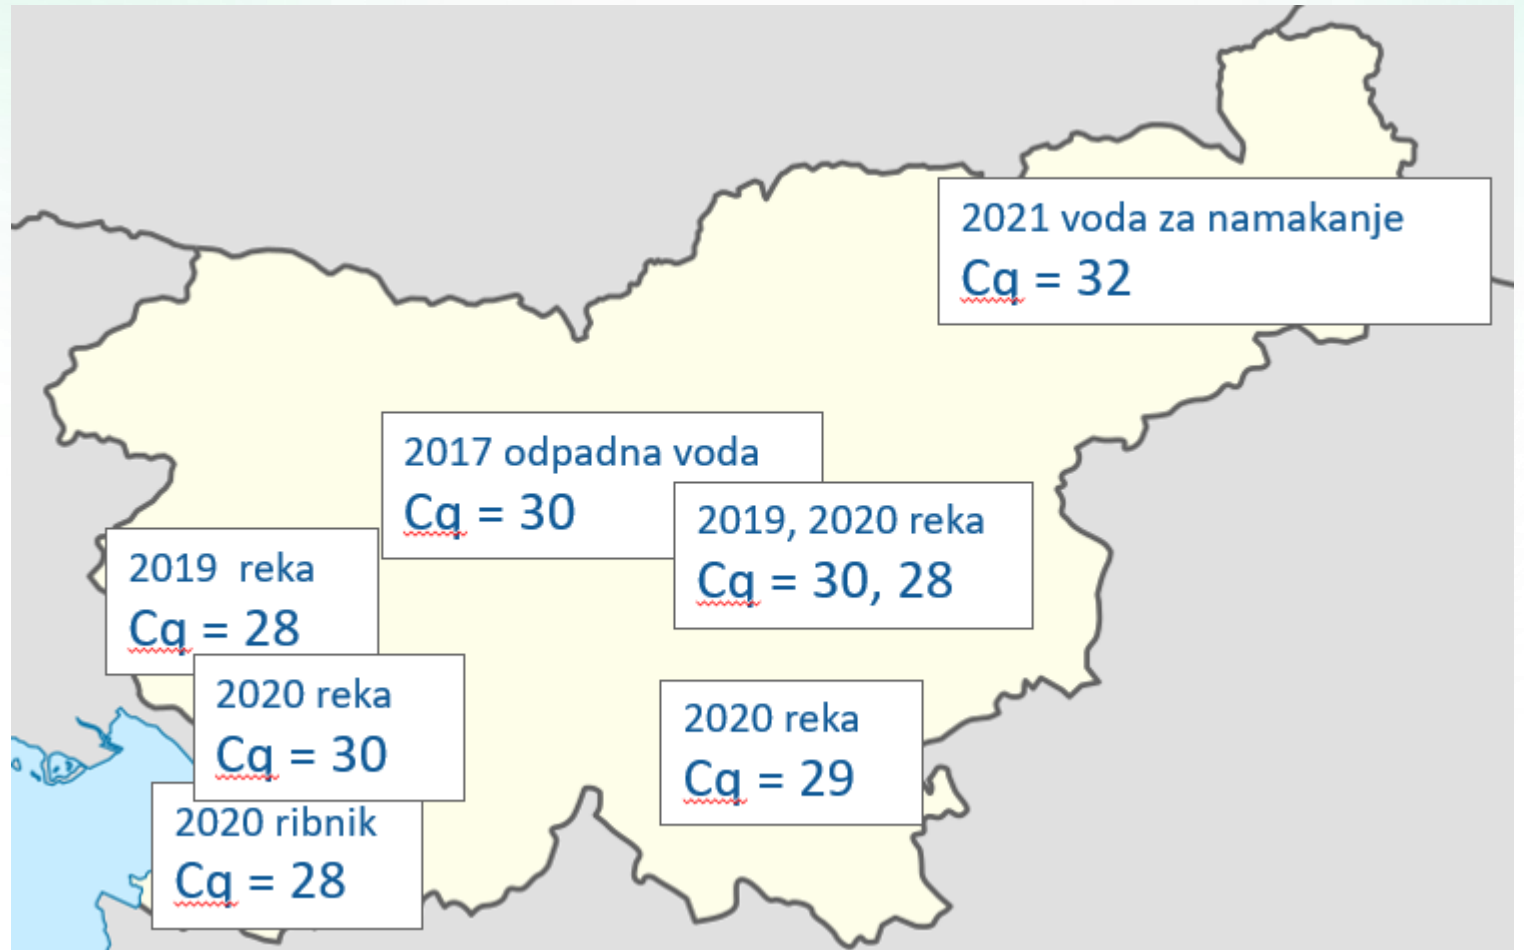 2021 voda za namakanje
Cq = 32
2017 odpadna voda
Cq = 30
2019, 2020 reka
Cq = 30, 28
2019  reka
Cq = 28
2020 reka
Cq = 30
2020 reka
Cq = 29
2020 ribnik
Cq = 28